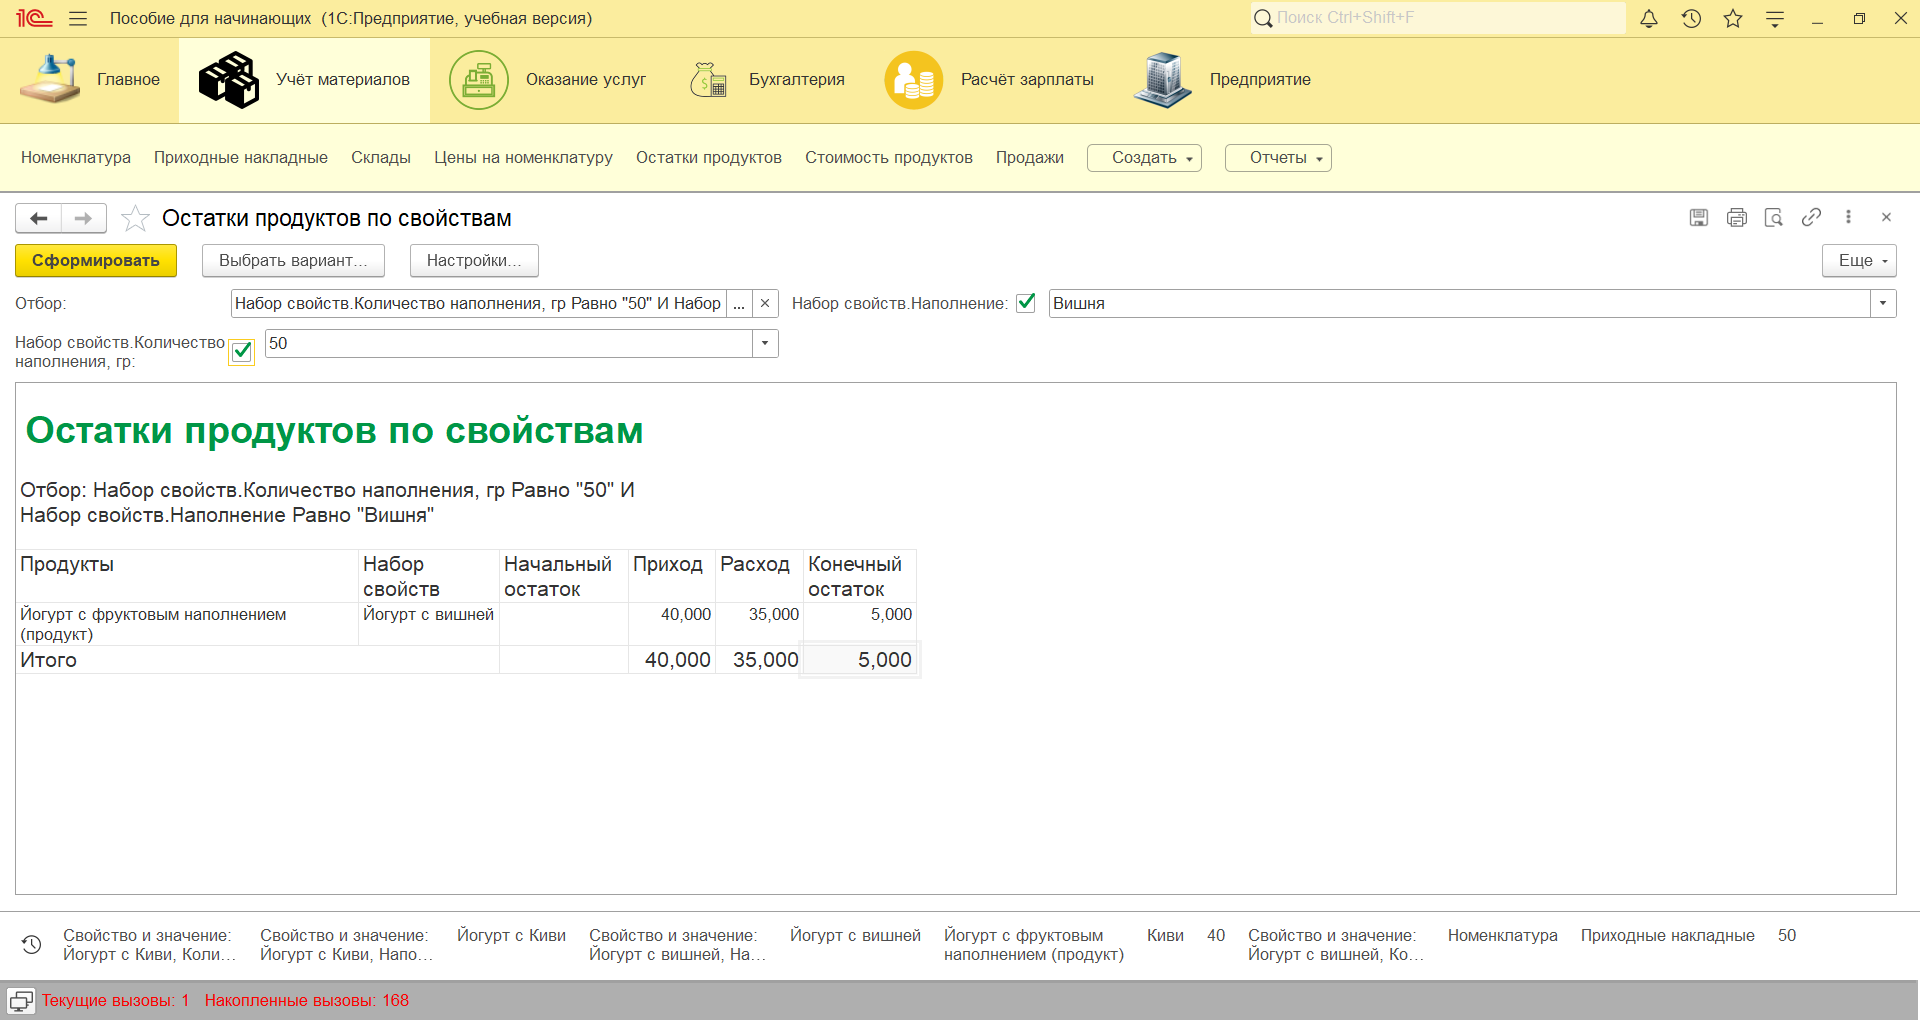 1С Пособие для начинающих (1С:Предприятие, учебная версия) Поиск Ctrl+Shift+F
Главное Учёт материалов Оказание услуг Бухгалтерия Расчёт зарплаты Предприятие
Номенклатура Приходные накладные Склады Цены на номенклатуру Остатки продуктов Стоимость продуктов Продажи Создать Отчеты
Остатки продуктов по свойствам
Сформировать Выбрать вариант... Настройки... Еще
Отбор: Набор свойств.Количество наполнения, гр Равно "50" И Набор ... × Набор свойств.Наполнение: Вишня
Набор свойств.Количество
наполнения, гр: 50
Остатки продуктов по свойствам
Отбор: Набор свойств.Количество наполнения, гр Равно "50" И
Набор свойств.Наполнение Равно "Вишня"
Продукты Набор свойств Начальный остаток Приход Расход Конечный остаток
Йогурт с фруктовым наполнением (продукт) Йогурт с вишней 40,000 35,000 5,000
Итого 40,000 35,000 5,000
Свойство и значение: Йогурт с Киви, Коли...
Свойство и значение: Йогурт с Киви, Напо...
Йогурт с Киви
Свойство и значение: Йогурт с вишней, На...
Йогурт с вишней
Йогурт с фруктовым наполнением (продукт)
Киви
40
Свойство и значение: Йогурт с вишней, Ко...
Номенклатура
Приходные накладные
50
Текущие вызовы: 1 Накопленные вызовы: 168